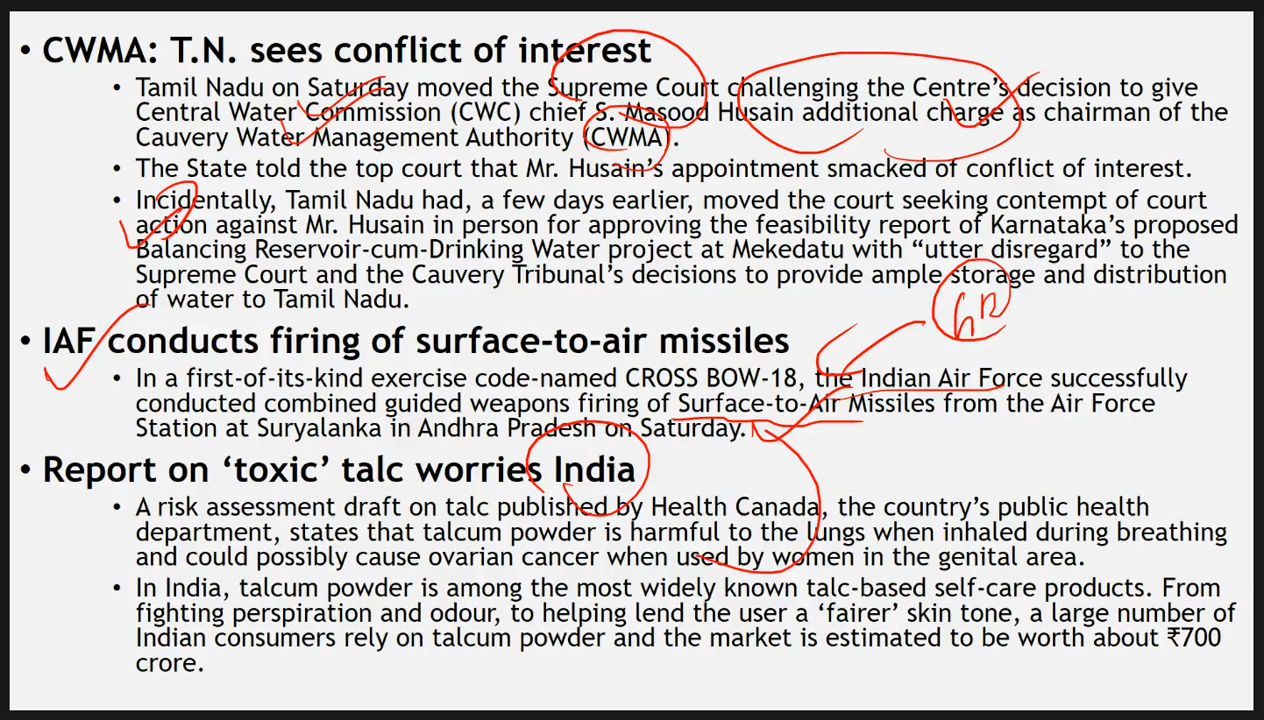 • CWMA: T.N. sees conflict of interest
• Tamil Nadu on Saturday moved the Supreme Court challenging the Centre's decision to give
Central Water Commission (CWC) chief S. Masood Husain additional charge as chairman of the
Cauvery Water Management Authority (CWMA).
• The State told the top court that Mr. Husain's appointment smacked of conflict of interest.
• Incidentally, Tamil Nadu had, a few days earlier, moved the court seeking contempt of court
action against Mr. Husain in person for approving the feasibility report of Karnataka's proposed
Balancing Reservoir-cum-Drinking Water project at Mekedatu with “utter disregard” to the
Supreme Court and the Cauvery Tribunal's decisions to provide ample storage and distribution
of water to Tamil Nadu.
• IAF conducts firing of surface-to-air missiles
• In a first-of-its-kind exercise code-named CROSS BOW-18, the Indian Air Force successfully
conducted combined guided weapons firing of Surface-to-Air Missiles from the Air Force
Station at Suryalanka in Andhra Pradesh on Saturday.
• Report on ‘toxic’ talc worries India
• A risk assessment draft on talc published by Health Canada, the country's public health
department, states that talcum powder is harmful to the lungs when inhaled during breathing
and could possibly cause ovarian cancer when used by women in the genital area.
• In India, talcum powder is among the most widely known talc-based self-care products. From
fighting perspiration and odour, to helping lend the user a ‘fairer’ skin tone, a large number of
Indian consumers rely on talcum powder and the market is estimated to be worth about ₹700
crore.